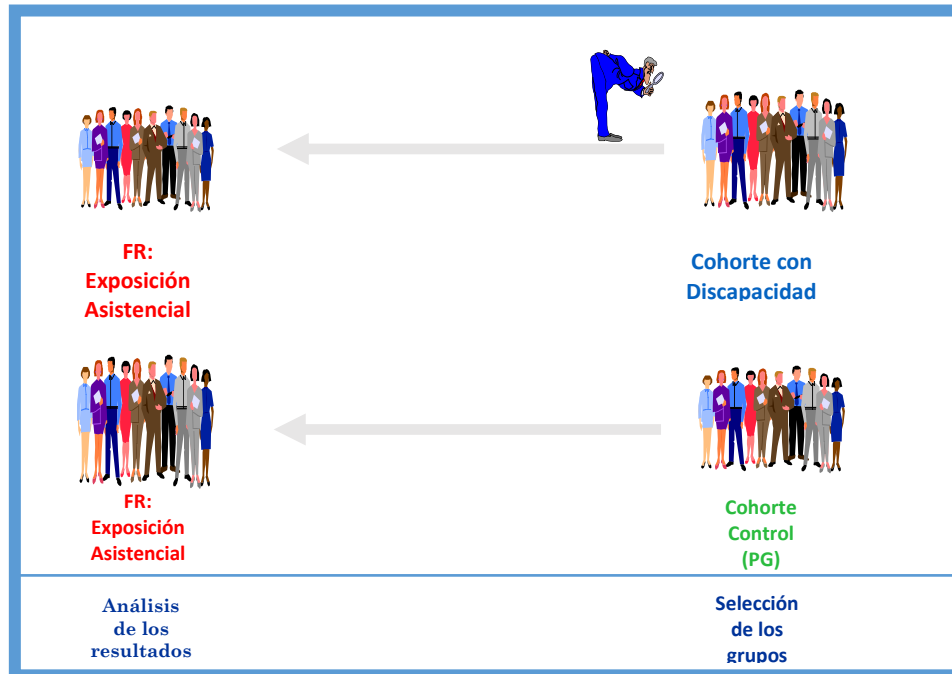 FR:
Exposición
Asistencial
Cohorte con
Discapacidad
FR:
Exposición
Asistencial
Cohorte
Control
(PG)
Análisis
de los
resultados
Selección
de los
grupos